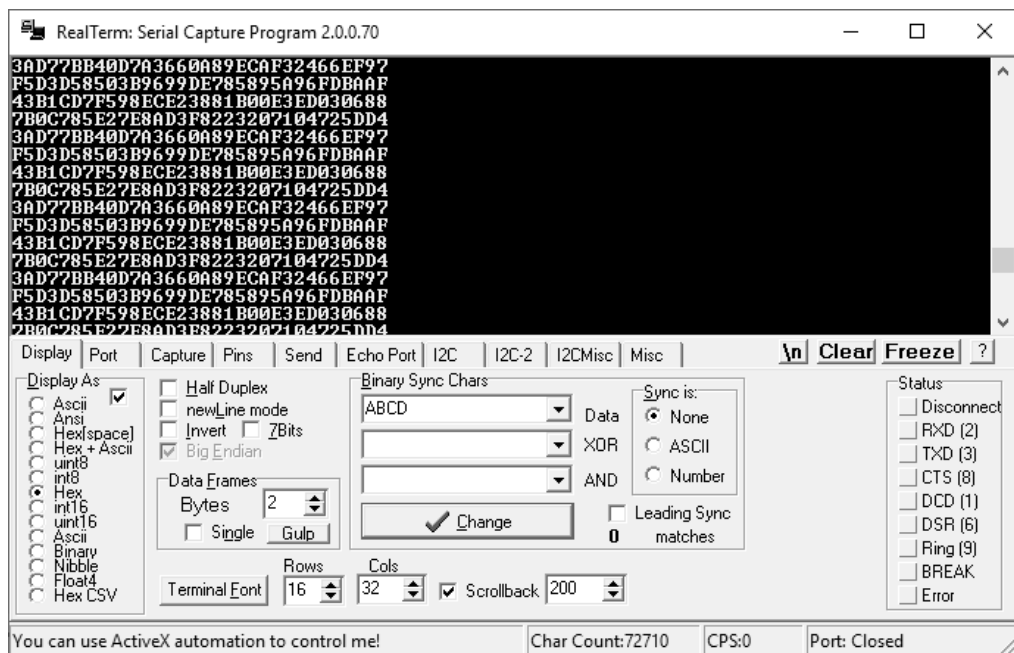 RealTerm: Serial Capture Program 2.0.0.70
3AD77BB40D7A3660A89ECAF32466EF97
F5D3D58503B9699DE785895A96FDBAAF
43B1CD7F598ECE23881B00E3ED030688
7B0C785E27E8AD3F8223207104725DD4
3AD77BB40D7A3660A89ECAF32466EF97
F5D3D58503B9699DE785895A96FDBAAF
43B1CD7F598ECE23881B00E3ED030688
7B0C785E27E8AD3F8223207104725DD4
3AD77BB40D7A3660A89ECAF32466EF97
F5D3D58503B9699DE785895A96FDBAAF
43B1CD7F598ECE23881B00E3ED030688
7B0C785E27E8AD3F8223207104725DD4
3AD77BB40D7A3660A89ECAF32466EF97
F5D3D58503B9699DE785895A96FDBAAF
43B1CD7F598ECE23881B00E3ED030688
7B0C785E27E8AD3F8223207104725DD4
Display Port Capture Pins Send Echo Port I2C I2C-2 I2CMisc Misc \n Clear Freeze ?
Display As
Ascii
Ansi
Hex[space]
Hex + Ascii
uint8
int8
Hex
int16
uint16
Ascii
Binary
Nibble
Float4
Hex CSV
Half Duplex
newLine mode
Invert 7Bits
Big Endian
Data Frames
Bytes 2
Single Gulp
Binary Sync Chars
ABCD Data
XOR
AND
Change
Sync is:
None
ASCII
Number
Leading Sync
0 matches
Terminal Font
Rows Cols
16 32 Scrollback 200
Status
Disconnect
RXD (2)
TXD (3)
CTS (8)
DCD (1)
DSR (6)
Ring (9)
BREAK
Error
You can use ActiveX automation to control me! Char Count:72710 CPS:0 Port: Closed